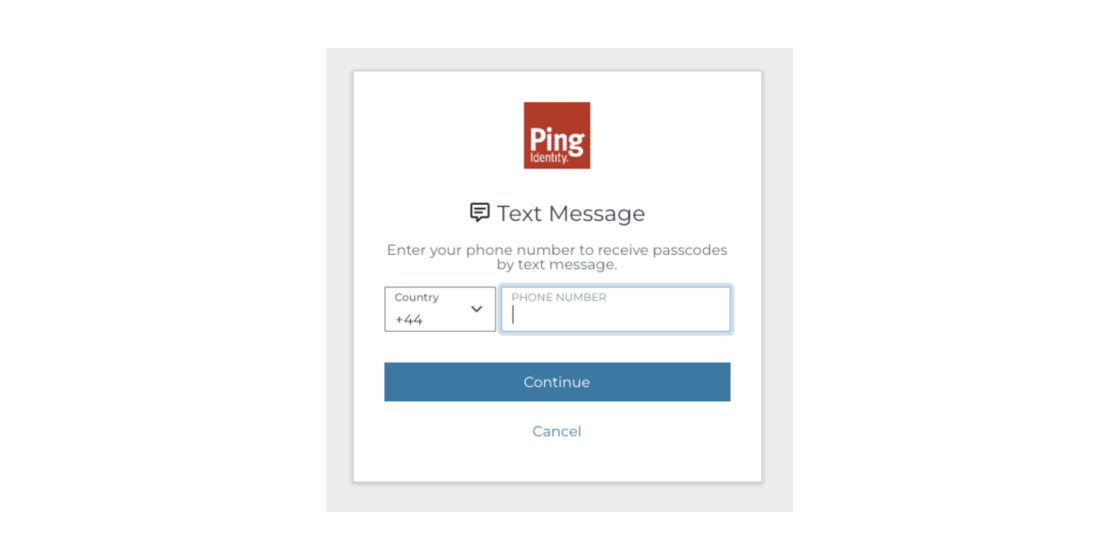 Ping
Identity.
Text Message
Enter your phone number to receive passcodes
by text message.
Country
+44
PHONE NUMBER
Continue
Cancel